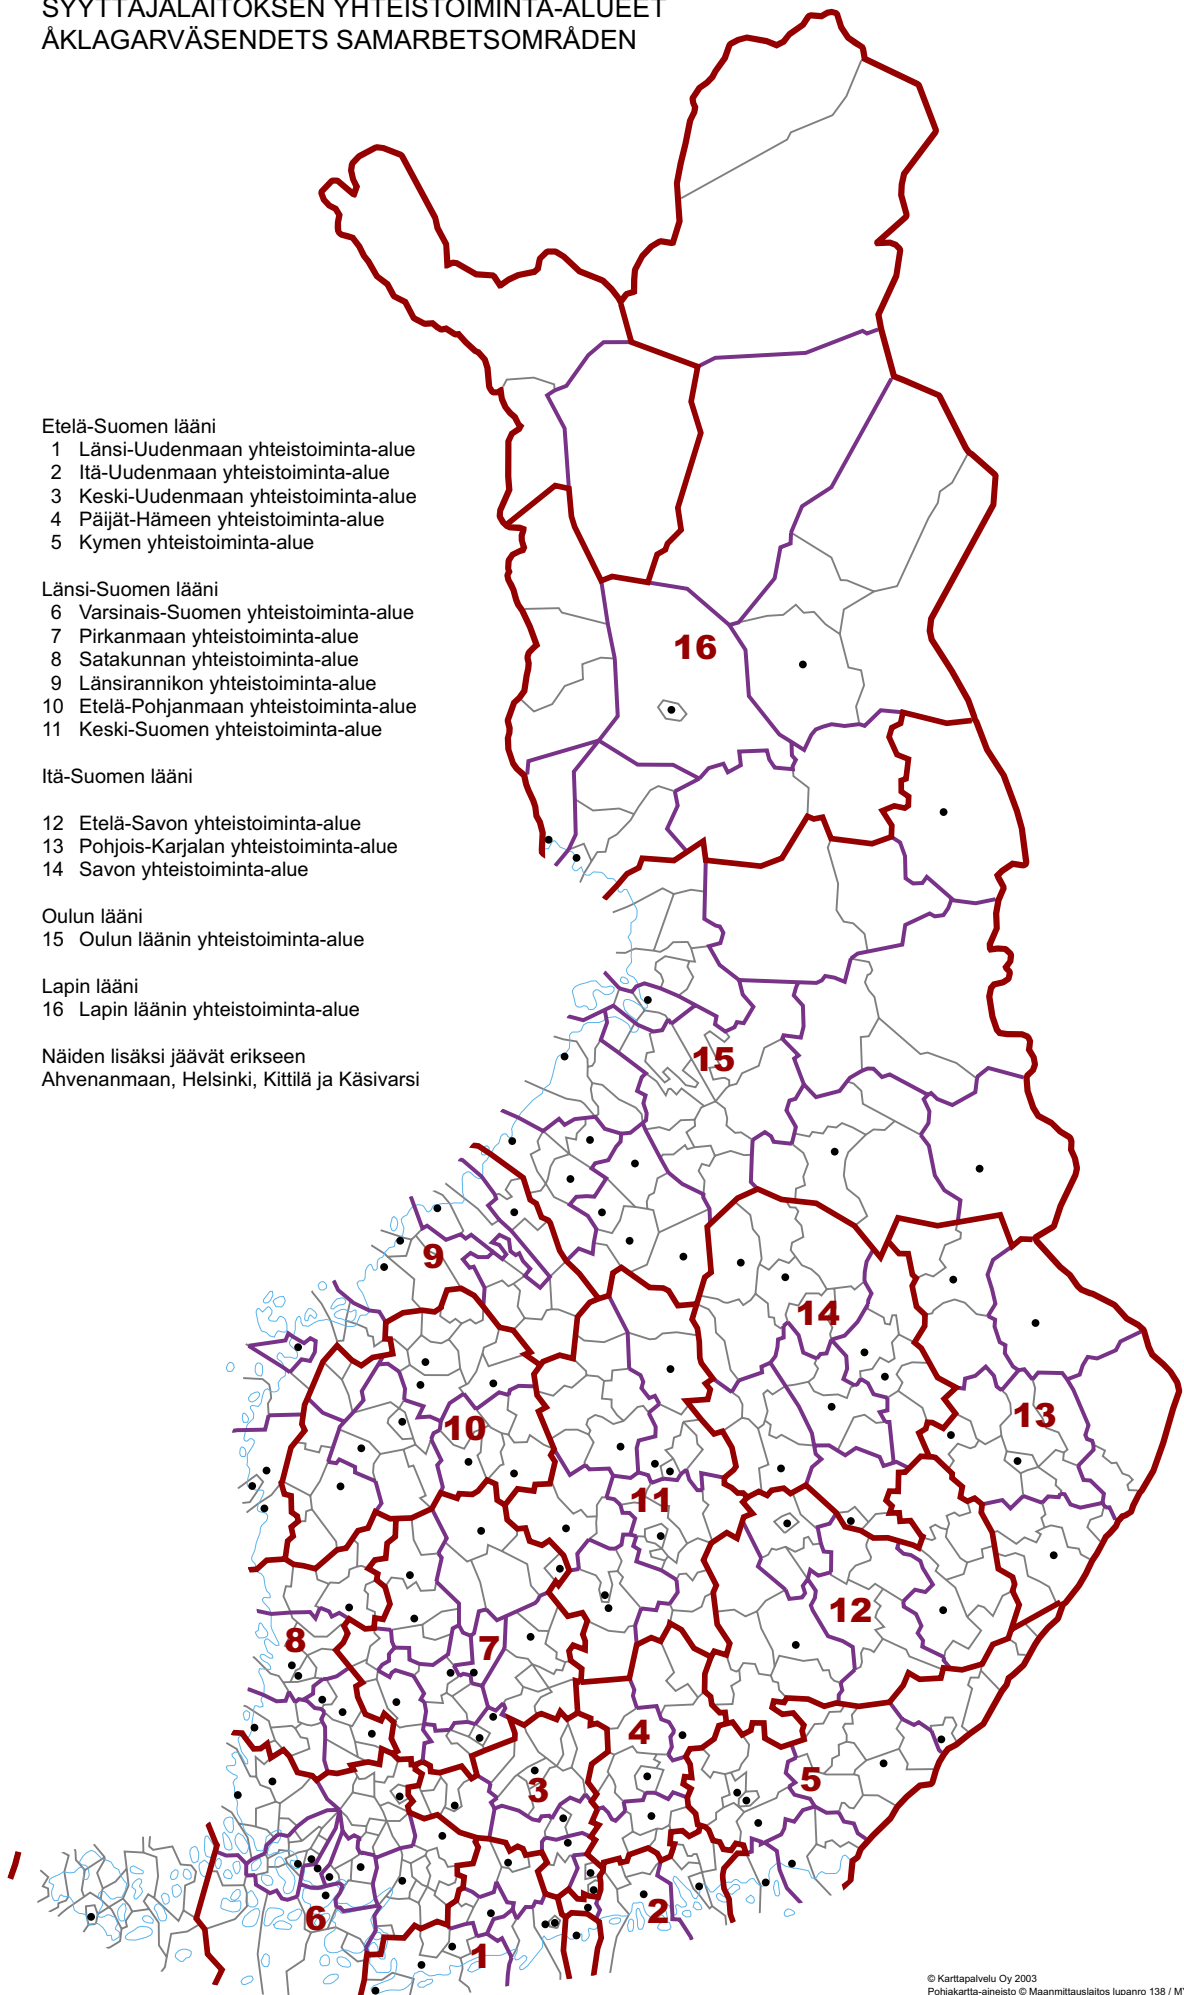 SYYTTÄJÄLAITOKSEN YHTEISTOIMINTA-ALUEET
ÅKLAGARVÄSENDETS SAMARBETSOMRÅDEN
Etelä-Suomen lääni
1 Länsi-Uudenmaan yhteistoiminta-alue
2 Itä-Uudenmaan yhteistoiminta-alue
3 Keski-Uudenmaan yhteistoiminta-alue
4 Päijät-Hämeen yhteistoiminta-alue
5 Kymen yhteistoiminta-alue
Länsi-Suomen lääni
6 Varsinais-Suomen yhteistoiminta-alue
7 Pirkanmaan yhteistoiminta-alue
8 Satakunnan yhteistoiminta-alue
9 Länsirannikon yhteistoiminta-alue
10 Etelä-Pohjanmaan yhteistoiminta-alue
11 Keski-Suomen yhteistoiminta-alue
Itä-Suomen lääni
12 Etelä-Savon yhteistoiminta-alue
13 Pohjois-Karjalan yhteistoiminta-alue
14 Savon yhteistoiminta-alue
Oulun lääni
15 Oulun läänin yhteistoiminta-alue
Lapin lääni
16 Lapin läänin yhteistoiminta-alue
Näiden lisäksi jäävät erikseen
Ahvenanmaan, Helsinki, Kittilä ja Käsivarsi
16
15
9
14
10
13
11
12
8
7
4
5
3
2
6
1
© Karttapalvelu Oy 2003
Pohjakartta-aineisto © Maanmittauslaitos lupanro 138 / MY